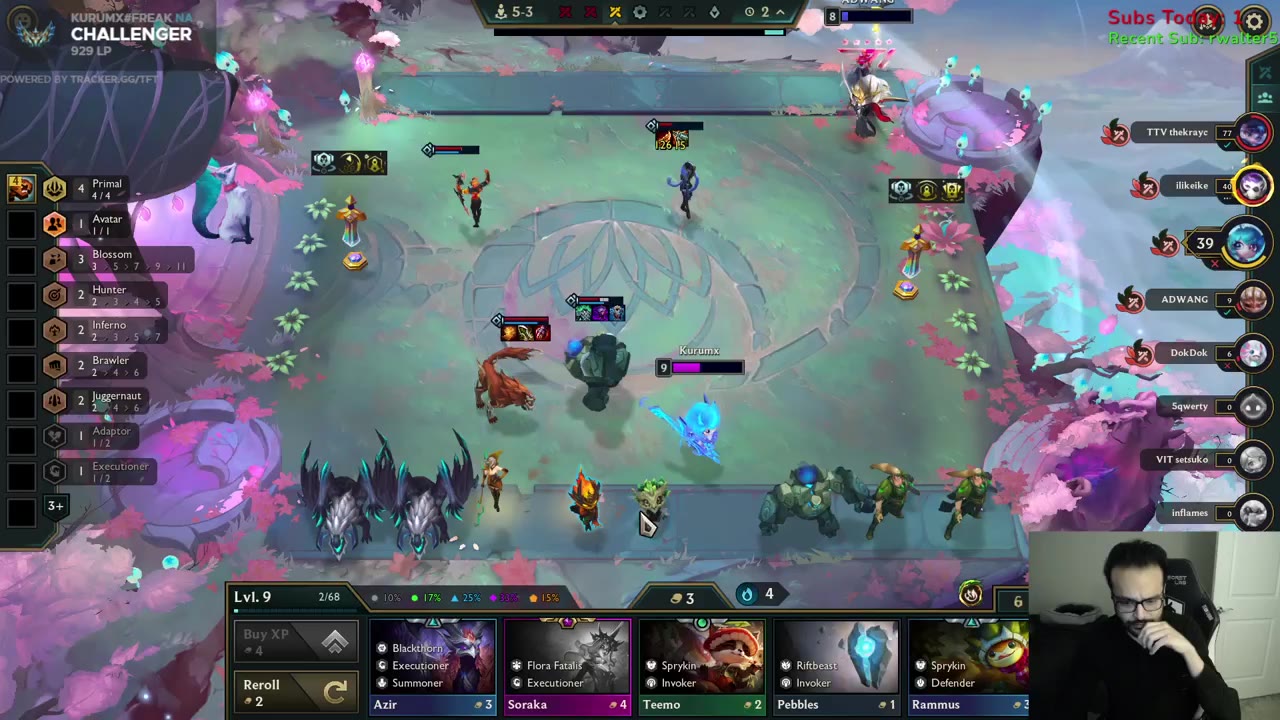 KURUMX#FREAK NA
CHALLENGER
929 LP
POWERED BY TRACKER.GG/TFT
5-3
2
ADWANG
8
Subs Today: 1
Recent Sub: rwalter5
TTV thekrayc 77
ilikeike 40
39
ADWANG 9
DokDok 6
5qwerty 0
VIT setsuko 0
inflames 0
4 Primal
4 / 4
1 Avatar
1 / 1
3 Blossom
3 > 5 > 7 > 9 > 11
2 Hunter
2 > 3 > 4 > 5
2 Inferno
2 > 3 > 5 > 7
2 Brawler
2 > 4 > 6
2 Juggernaut
2 > 4 > 6
1 Adaptor
1 / 2
1 Executioner
1 / 2
3+
Kurumx
9
Lvl. 9 2/68
10% 17% 25% 33% 15%
3
4
6
Buy XP
4
Reroll
2
Blackthorn
Executioner
Summoner
Azir 3
Flora Fatalis
Executioner
Soraka 4
Sprykin
Invoker
Teemo 2
Riftbeast
Invoker
Pebbles 1
Sprykin
Defender
Rammus 3